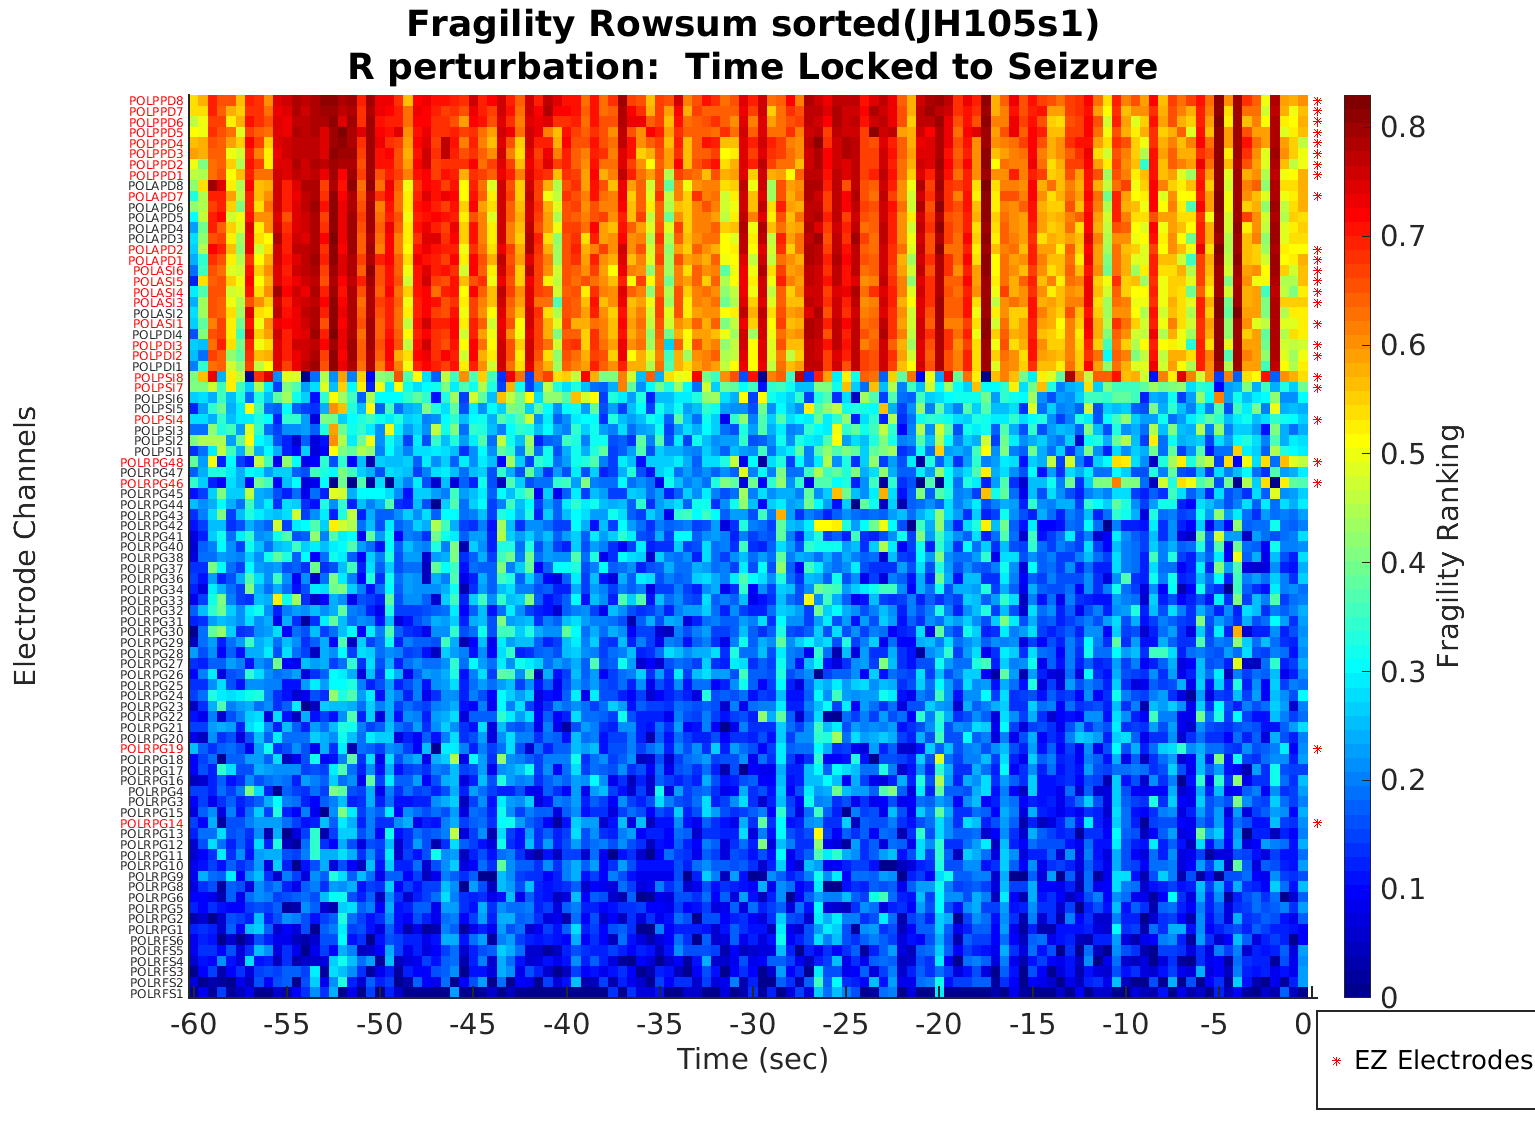 Fragility Rowsum sorted(JH105s1)
R perturbation:  Time Locked to Seizure
Electrode Channels
POLPPD8
POLPPD7
POLPPD6
POLPPD5
POLPPD4
POLPPD3
POLPPD2
POLPPD1
POLAPD8
POLAPD7
POLAPD6
POLAPD5
POLAPD4
POLAPD3
POLAPD2
POLAPD1
POLASI6
POLASI5
POLASI4
POLASI3
POLASI2
POLASI1
POLPDI4
POLPDI3
POLPDI2
POLPDI1
POLPSI8
POLPSI7
POLPSI6
POLPSI5
POLPSI4
POLPSI3
POLPSI2
POLPSI1
POLRPG48
POLRPG47
POLRPG46
POLRPG45
POLRPG44
POLRPG43
POLRPG42
POLRPG41
POLRPG40
POLRPG38
POLRPG37
POLRPG36
POLRPG34
POLRPG33
POLRPG32
POLRPG31
POLRPG30
POLRPG29
POLRPG28
POLRPG27
POLRPG26
POLRPG25
POLRPG24
POLRPG23
POLRPG22
POLRPG21
POLRPG20
POLRPG19
POLRPG18
POLRPG17
POLRPG16
POLRPG4
POLRPG3
POLRPG15
POLRPG14
POLRPG13
POLRPG12
POLRPG11
POLRPG10
POLRPG9
POLRPG8
POLRPG6
POLRPG5
POLRPG2
POLRPG1
POLRFS6
POLRFS5
POLRFS4
POLRFS3
POLRFS2
POLRFS1
-60 -55 -50 -45 -40 -35 -30 -25 -20 -15 -10 -5 0
Time (sec)
0.8
0.7
0.6
0.5
0.4
0.3
0.2
0.1
0
Fragility Ranking
EZ Electrodes